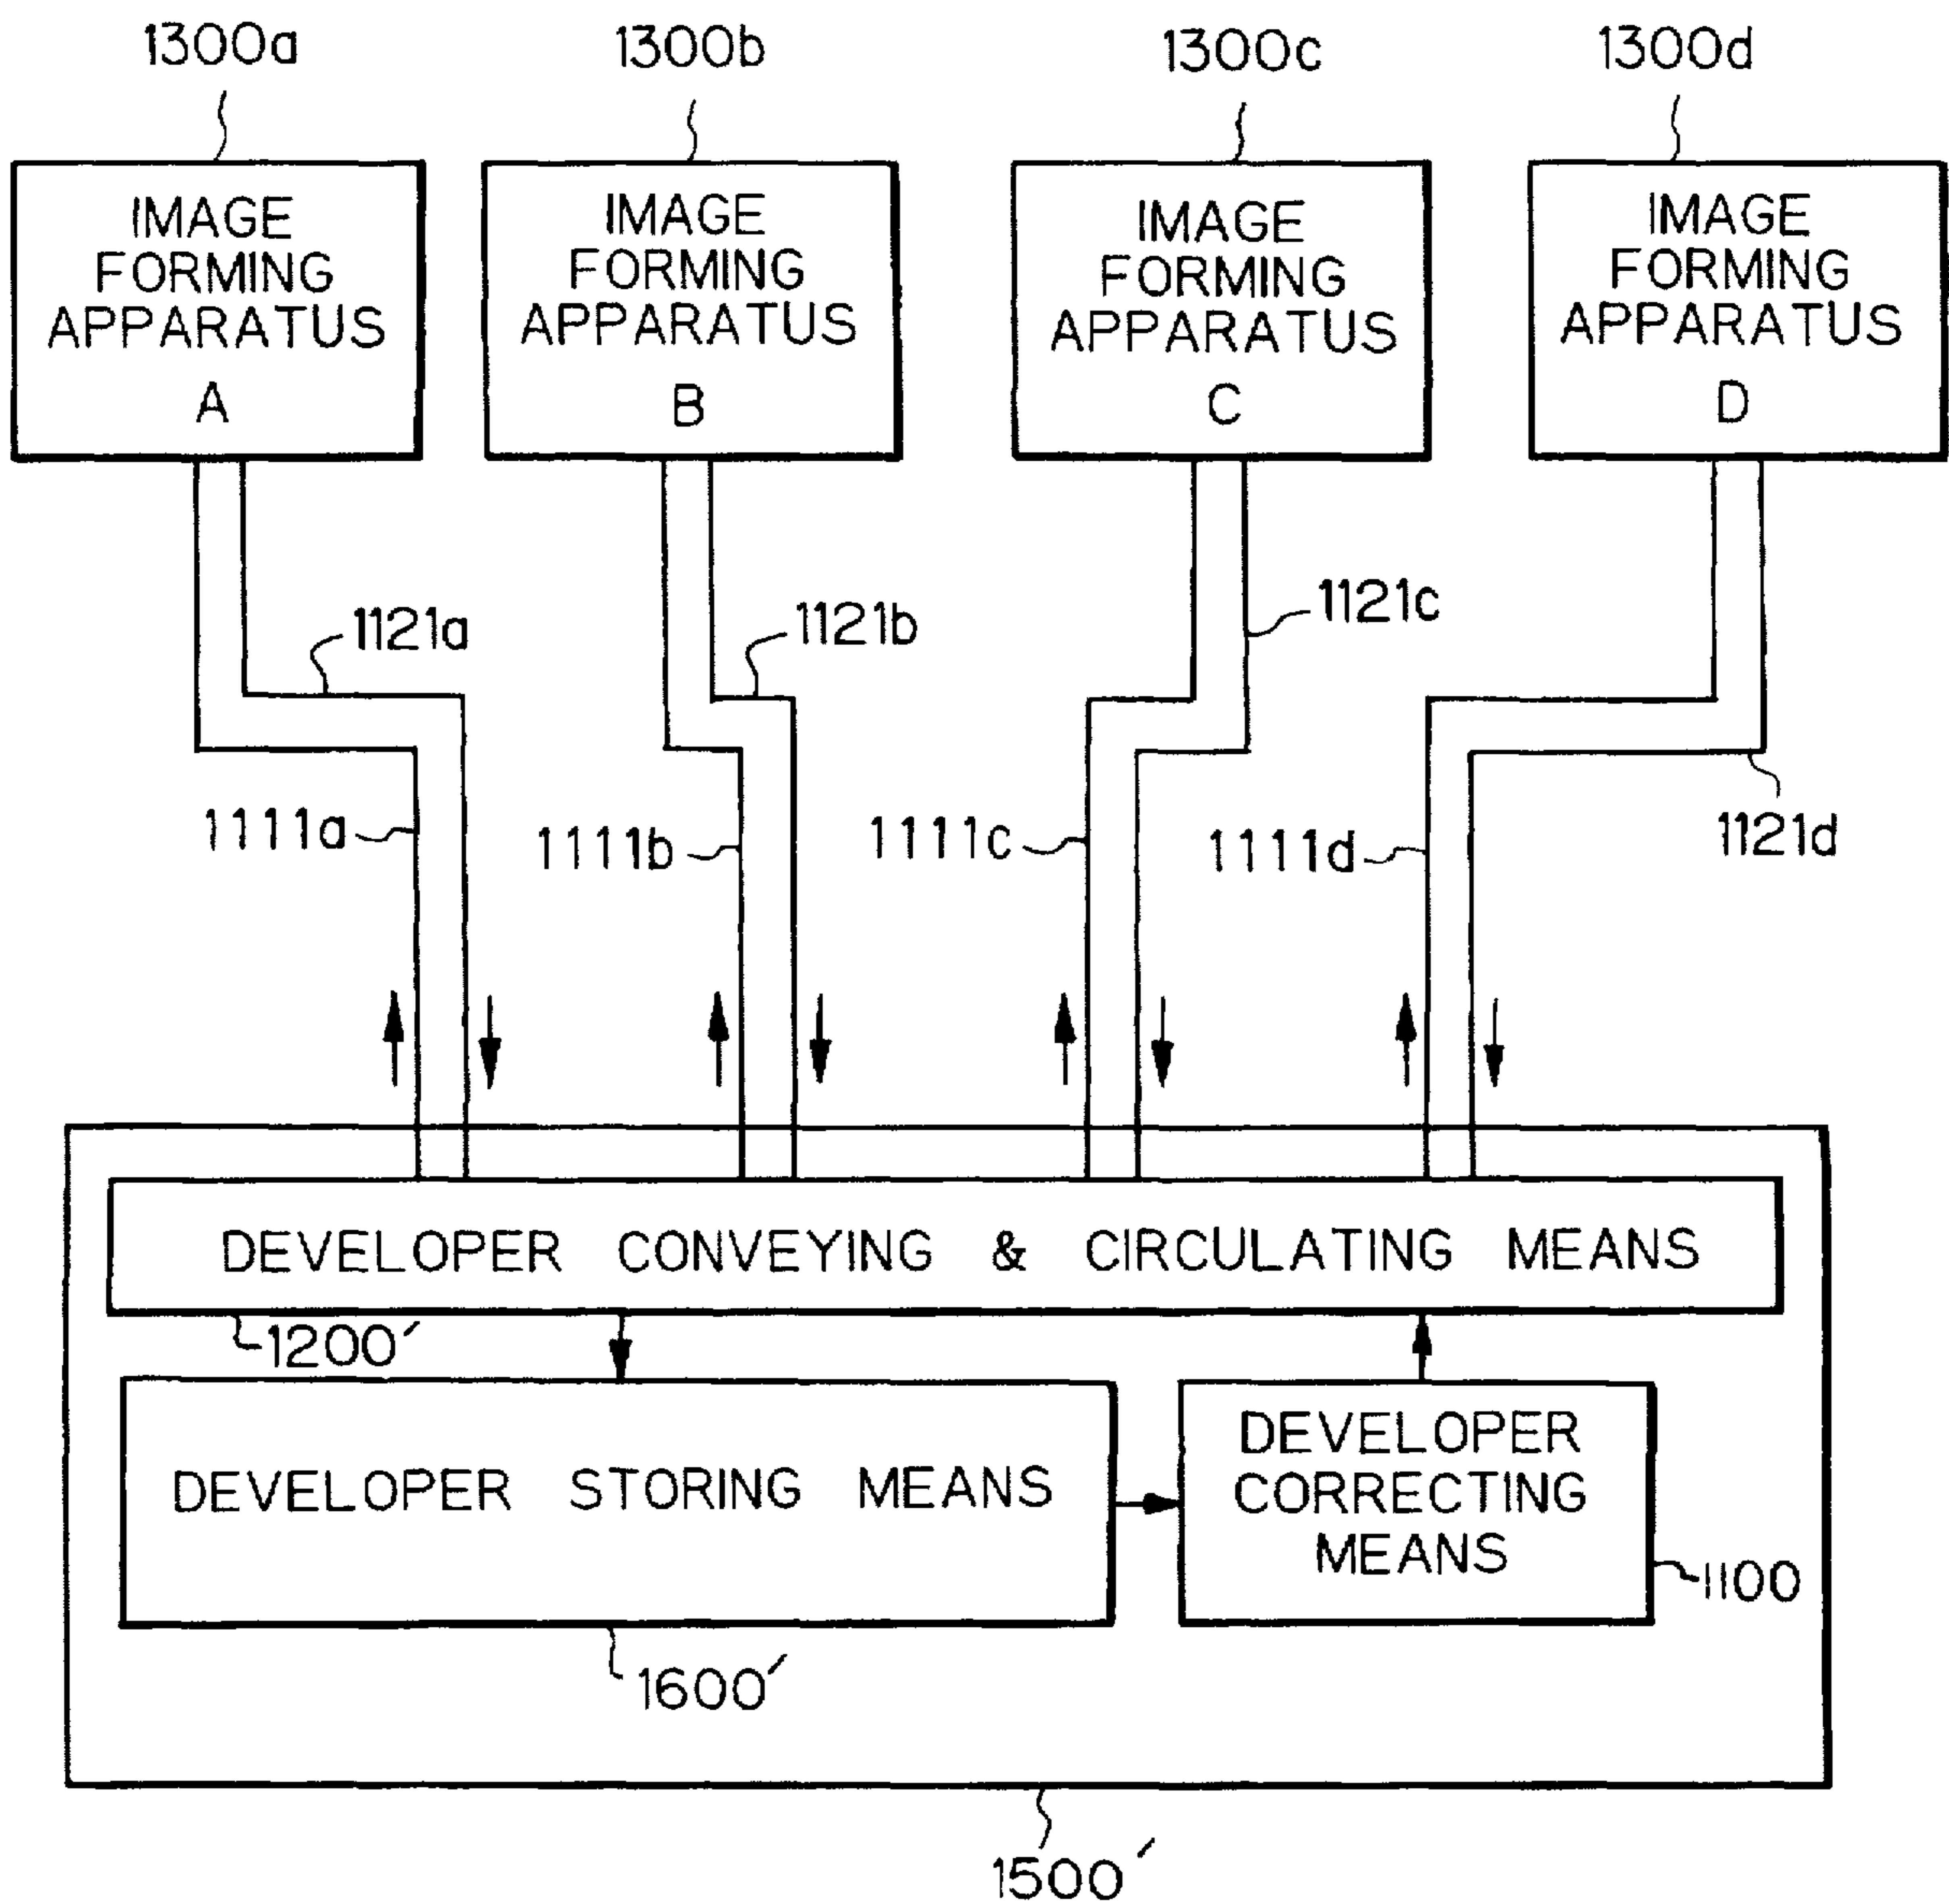 1300a
1300b
1300c
1300d
IMAGE
FORMING
APPARATUS
A
IMAGE
FORMING
APPARATUS
B
IMAGE
FORMING
APPARATUS
C
IMAGE
FORMING
APPARATUS
D
1121a
1121b
1121c
1111a
1111b
1111c
1111d
1121d
DEVELOPER CONVEYING & CIRCULATING MEANS
1200′
DEVELOPER STORING MEANS
DEVELOPER
CORRECTING
MEANS
1100
1600′
1500′